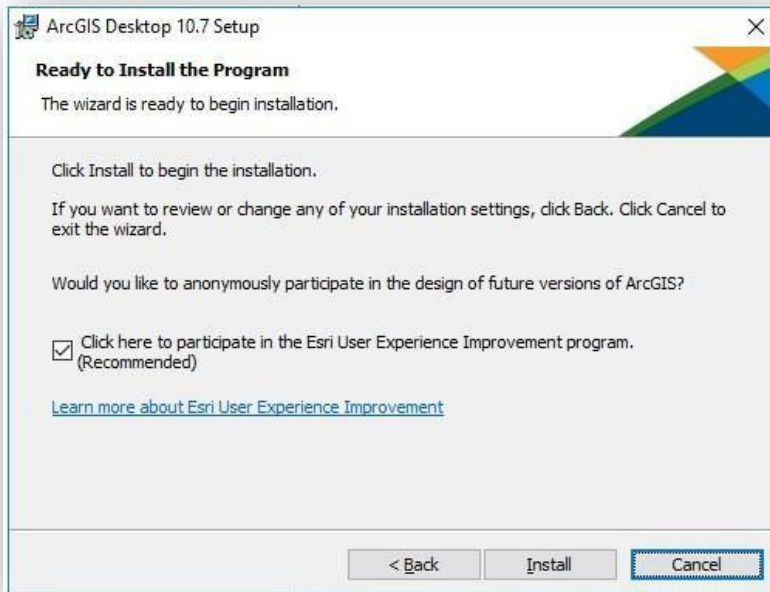 ArcGIS Desktop 10.7 Setup
Ready to Install the Program
The wizard is ready to begin installation.
Click Install to begin the installation.
If you want to review or change any of your installation settings, click Back. Click Cancel to
exit the wizard.
Would you like to anonymously participate in the design of future versions of ArcGIS?
Click here to participate in the Esri User Experience Improvement program.
(Recommended)
Learn more about Esri User Experience Improvement
< Back
Install
Cancel